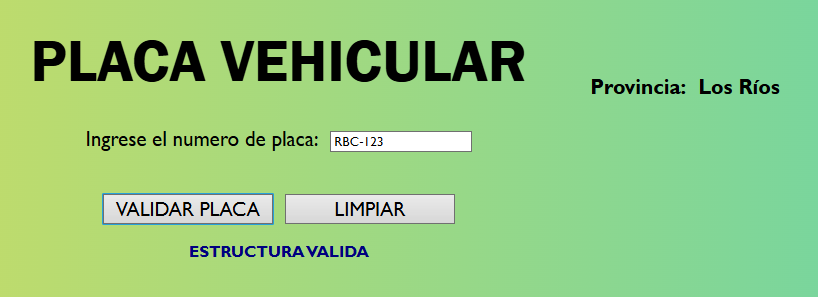 PLACA VEHICULAR
Provincia: Los Ríos
Ingrese el numero de placa: RBC-123
VALIDAR PLACA
LIMPIAR
ESTRUCTURA VALIDA